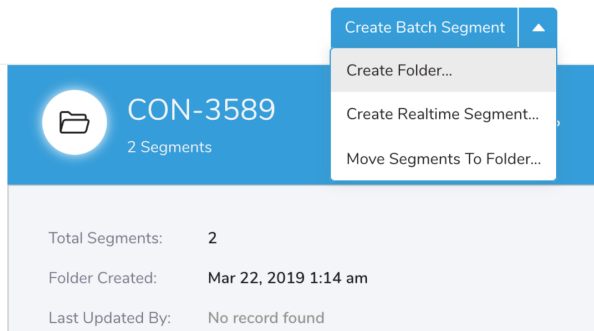 Create Batch Segment
Create Folder...
CON-3589
Create Realtime Segment...
2 Segments
Move Segments To Folder...
Total Segments: 2
Folder Created: Mar 22, 2019 1:14 am
Last Updated By: No record found